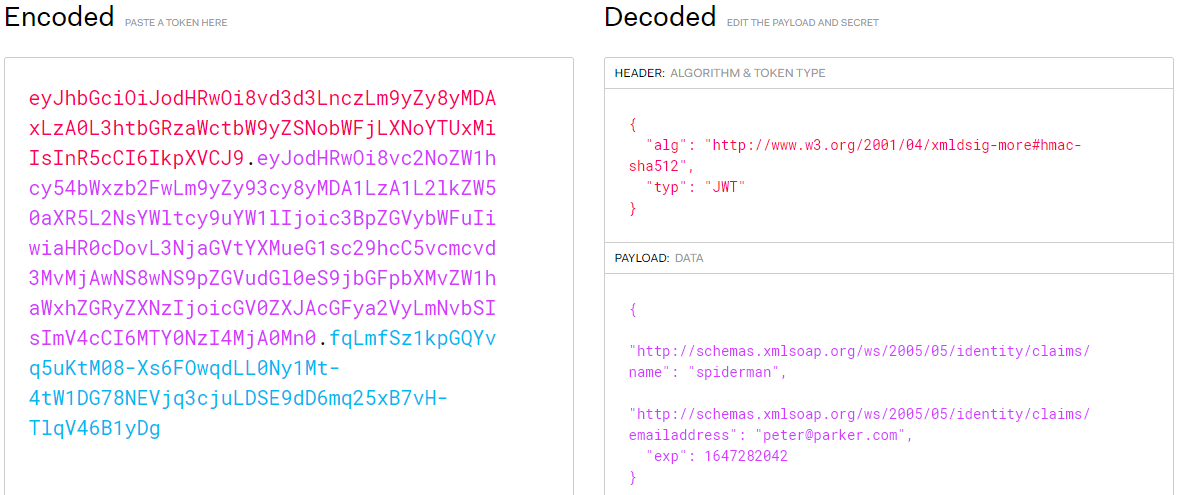 Encoded PASTE A TOKEN HERE
eyJhbGciOiJodHRwOi8vd3d3LnczLm9yZy8yMDA
xLzA0L3htbGRzaWctbW9yZSNobWFjLXNoYTUxMi
IsInR5cCI6IkpXVCJ9.eyJodHRwOi8vc2NoZW1h
cy54bWxzb2FwLm9yZy93cy8yMDA1LzA1L2lkZW5
0aXR5L2NsYWltcy9uYW1lIjoic3BpZGVybWFuIi
wiaHR0cDovL3NjaGVtYXMueG1sc29hcC5vcmcvd
3MvMjAwNS8wNS9pZGVudGl0eS9jbGFpbXMvZW1h
aWxhZGRyZXNzIjoicGV0ZXJAcGFya2VyLmNvbSI
sImV4cCI6MTY0NzI4MjA0Mn0.fqLmfSz1kpGQYv
q5uKtM08-Xs6FOwqdLL0Ny1Mt-
4tW1DG78NEVjq3cjuLDSE9dD6mq25xB7vH-
TlqV46B1yDg
Decoded EDIT THE PAYLOAD AND SECRET
HEADER: ALGORITHM & TOKEN TYPE
{
"alg": "http://www.w3.org/2001/04/xmldsig-more#hmac-
sha512",
"typ": "JWT"
}
PAYLOAD: DATA
{
"http://schemas.xmlsoap.org/ws/2005/05/identity/claims/
name": "spiderman",
"http://schemas.xmlsoap.org/ws/2005/05/identity/claims/
emailaddress": "peter@parker.com",
"exp": 1647282042
}